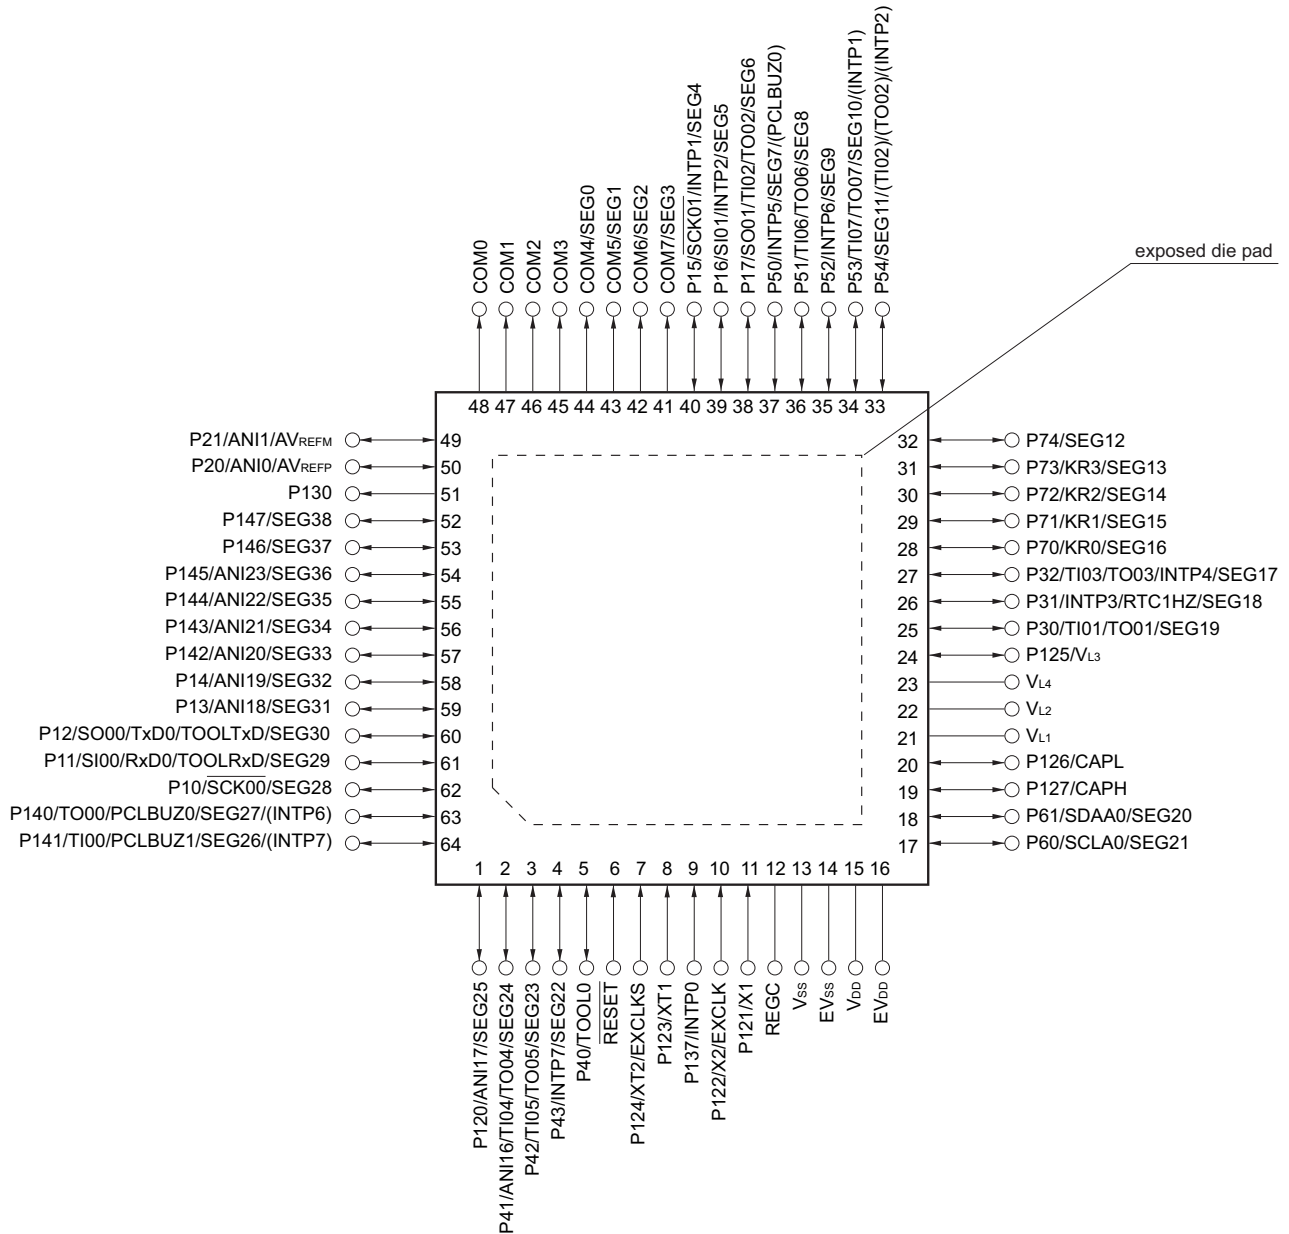 COM0
COM1
COM2
COM3
COM4/SEG0
COM5/SEG1
COM6/SEG2
COM7/SEG3
P15/SCK01/INTP1/SEG4
P16/SI01/INTP2/SEG5
P17/SO01/TI02/TO02/SEG6
P50/INTP5/SEG7/(PCLBUZ0)
P51/TI06/TO06/SEG8
P52/INTP6/SEG9
P53/TI07/TO07/SEG10/(INTP1)
P54/SEG11/(TI02)/(TO02)/(INTP2)
exposed die pad
48 47 46 45 44 43 42 41 40 39 38 37 36 35 34 33
P21/ANI1/AVREFM 49
P20/ANI0/AVREFP 50
P130 51
P147/SEG38 52
P146/SEG37 53
P145/ANI23/SEG36 54
P144/ANI22/SEG35 55
P143/ANI21/SEG34 56
P142/ANI20/SEG33 57
P14/ANI19/SEG32 58
P13/ANI18/SEG31 59
P12/SO00/TxD0/TOOLTxD/SEG30 60
P11/SI00/RxD0/TOOLRxD/SEG29 61
P10/SCK00/SEG28 62
P140/TO00/PCLBUZ0/SEG27/(INTP6) 63
P141/TI00/PCLBUZ1/SEG26/(INTP7) 64
32 P74/SEG12
31 P73/KR3/SEG13
30 P72/KR2/SEG14
29 P71/KR1/SEG15
28 P70/KR0/SEG16
27 P32/TI03/TO03/INTP4/SEG17
26 P31/INTP3/RTC1HZ/SEG18
25 P30/TI01/TO01/SEG19
24 P125/VL3
23 VL4
22 VL2
21 VL1
20 P126/CAPL
19 P127/CAPH
18 P61/SDAA0/SEG20
17 P60/SCLA0/SEG21
1 2 3 4 5 6 7 8 9 10 11 12 13 14 15 16
P120/ANI17/SEG25
P41/ANI16/TI04/TO04/SEG24
P42/TI05/TO05/SEG23
P43/INTP7/SEG22
P40/TOOL0
RESET
P124/XT2/EXCLKS
P123/XT1
P137/INTP0
P122/X2/EXCLK
P121/X1
REGC
VSS
EVSS
VDD
EVDD